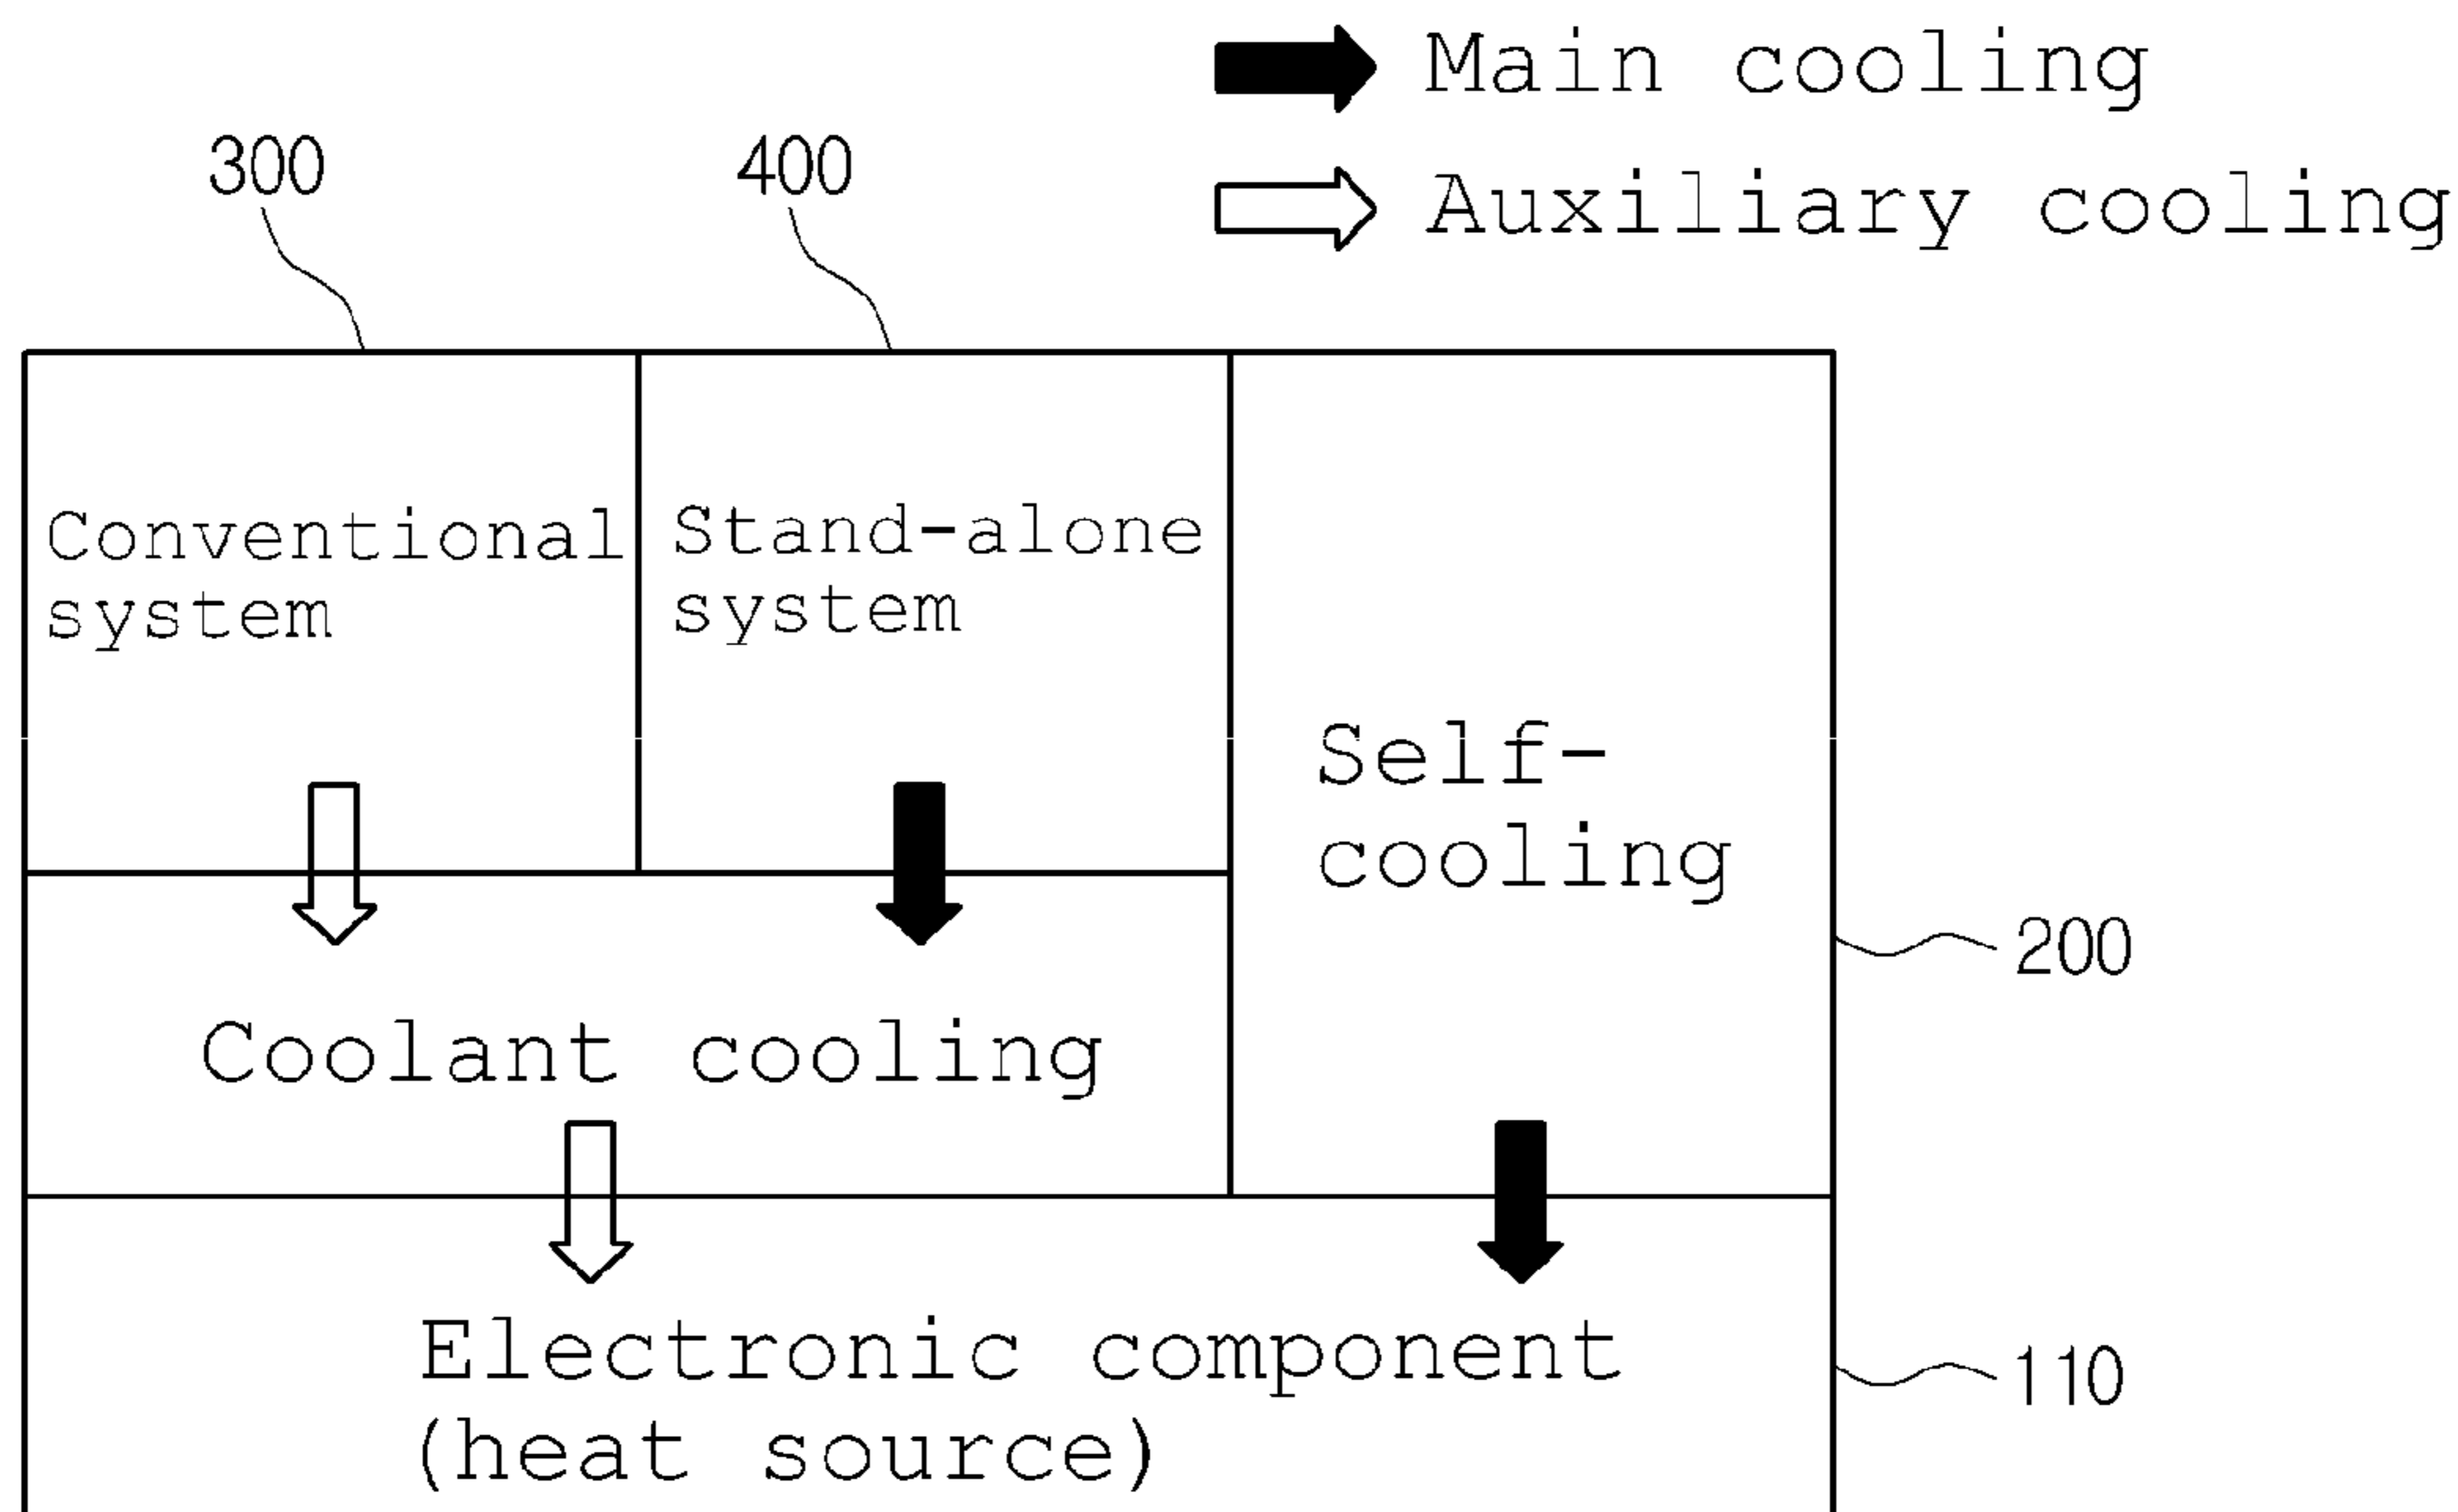 Main cooling
Auxiliary cooling
300
400
Conventional
system
Stand-alone
system
Self-
cooling
200
Coolant cooling
Electronic component
(heat source)
110